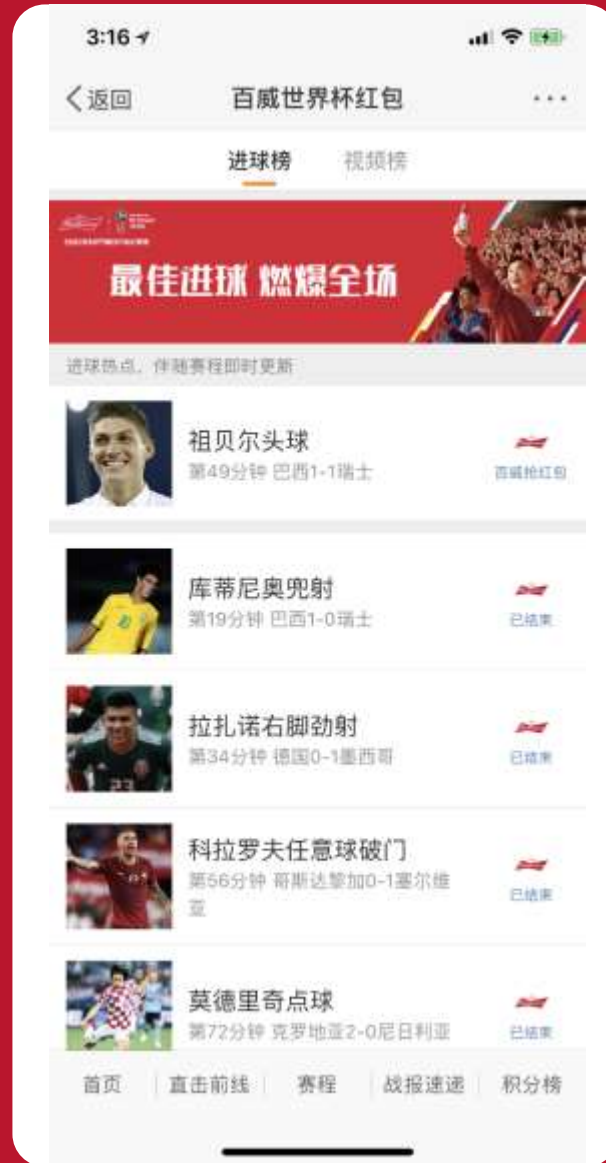 3:16
返回
百威世界杯红包
进球榜
视频榜
最佳进球 燃爆全场
进球热点，伴随赛程即时更新
祖贝尔头球
第49分钟 巴西1-1瑞士
百威抢红包
库蒂尼奥兜射
第19分钟 巴西1-0瑞士
已结束
拉扎诺右脚劲射
第34分钟 德国0-1墨西哥
已结束
23
科拉罗夫任意球破门
第56分钟 哥斯达黎加0-1塞尔维
亚
已结束
莫德里奇点球
第72分钟 克罗地亚2-0尼日利亚
已结束
首页
直击前线
赛程
战报速递
积分榜